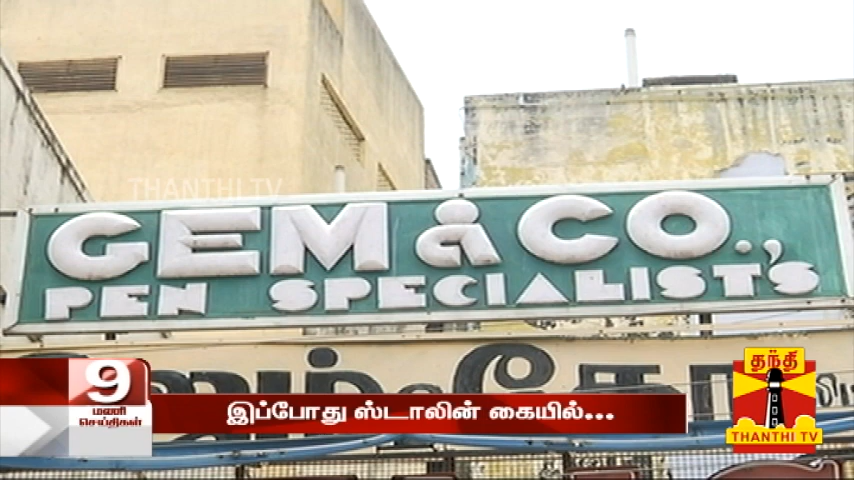 THANTHI TV
GEM & CO.,
PEN SPECIALIST'S
9
மணி
செய்திகள்
இப்போது ஸ்டாலின் கையில்...
தந்தி
THANTHI TV